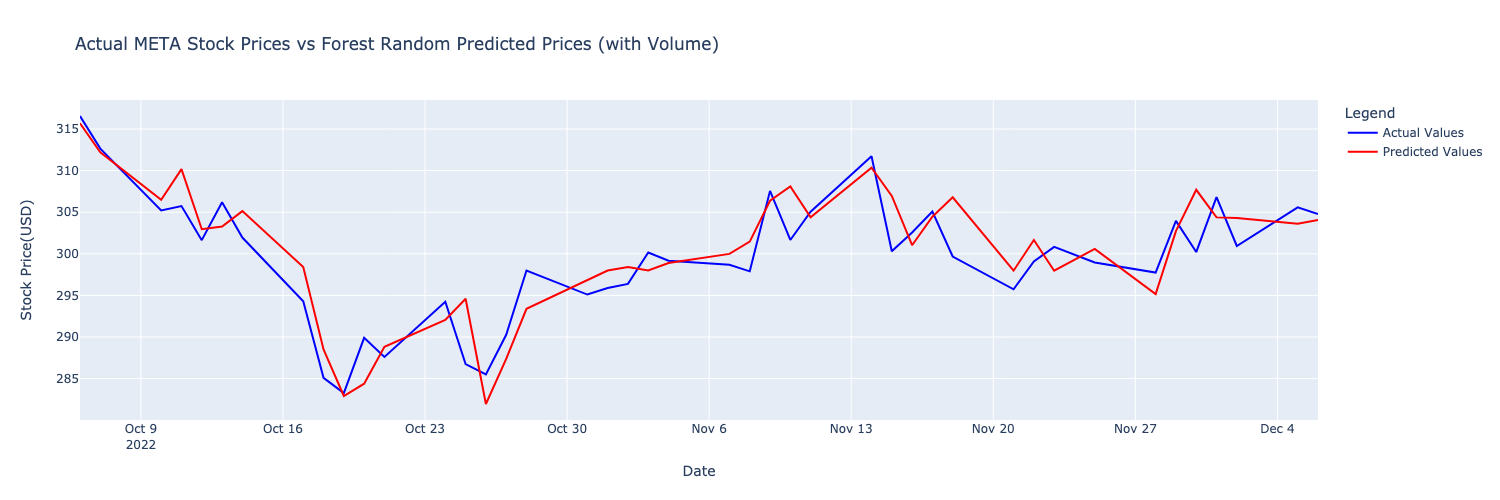 Actual META Stock Prices vs Forest Random Predicted Prices (with Volume)
Legend
Actual Values
Predicted Values
Stock Price(USD)
315
310
305
300
295
290
285
Oct 9 Oct 16 Oct 23 Oct 30 Nov 6 Nov 13 Nov 20 Nov 27 Dec 4
2022
Date